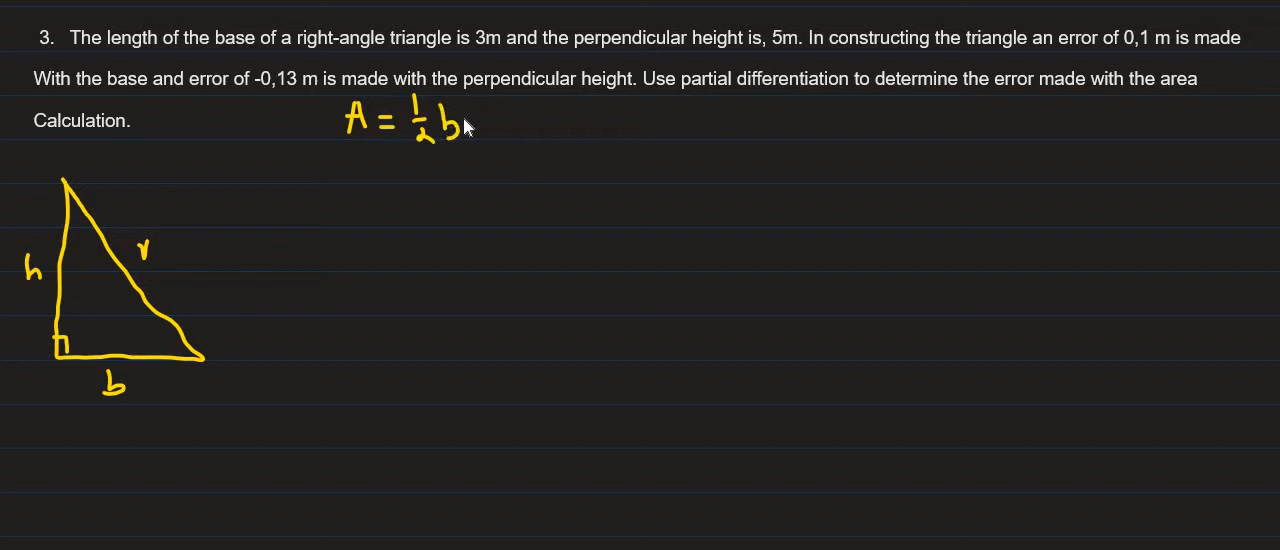 3. The length of the base of a right-angle triangle is 3m and the perpendicular height is, 5m. In constructing the triangle an error of 0,1 m is made
With the base and error of -0,13 m is made with the perpendicular height. Use partial differentiation to determine the error made with the area
Calculation.
A = 1/2 b
r
h
b